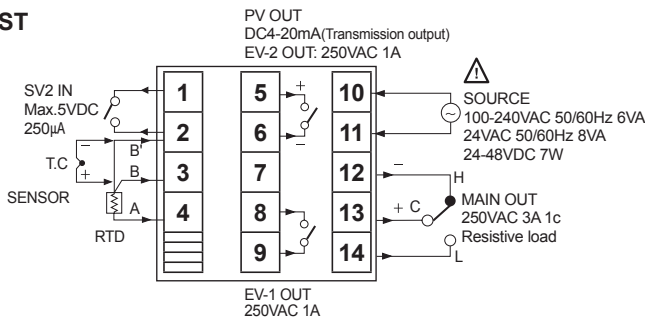 ST
PV OUT
DC4-20mA(Transmission output)
EV-2 OUT: 250VAC 1A
SV2 IN
Max.5VDC
250µA
1
5
+
10
SOURCE
100-240VAC 50/60Hz 6VA
24VAC 50/60Hz 8VA
24-48VDC 7W
~
!
2
6
−
11
−
B'
T.C
+
B
3
7
12
−
H
SENSOR
A
4
8
13
+ C
MAIN OUT
250VAC 3A 1c
Resistive load
RTD
9
14
L
EV-1 OUT
250VAC 1A